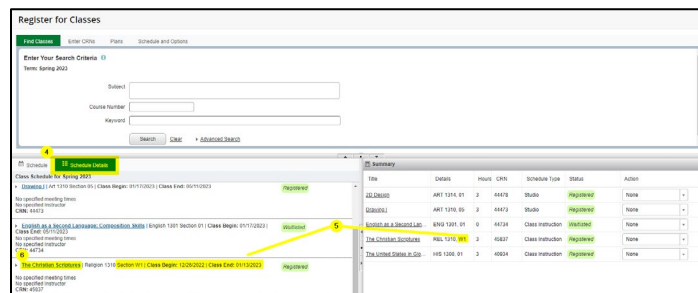 Register for Classes
Find Classes Enter CRNs Plans Schedule and Options
Enter Your Search Criteria
Term: Spring 2023
Subject
Course Number
Keyword
Search Clear Advanced Search
4
Schedule Schedule Details
Class Schedule for Spring 2023
Drawing I | Art 1310 Section 05 | Class Begin: 01/17/2023 | Class End: 05/11/2023
Registered
No specified meeting times
No specified Instructor
CRN: 44473
English as a Second Language: Composition Skills | English 1301 Section 01 | Class Begin: 01/17/2023 |
Class End: 05/11/2023
Waitlisted
No specified meeting times
No specified Instructor
CRN: 44734
5
6
The Christian Scriptures | Religion 1310 Section W1 | Class Begin: 12/26/2022 | Class End: 01/13/2023
Registered
No specified meeting times
No specified Instructor
CRN: 45837
Summary
Title Details Hours CRN Schedule Type Status Action
2D Design ART 1314, 01 3 44478 Studio Registered None
Drawing I ART 1310, 05 3 44473 Studio Registered None
English as a Second Lan... ENG 1301, 01 0 44734 Class Instruction Waitlisted None
The Christian Scriptures REL 1310, W1 3 45837 Class Instruction Registered None
The United States in Glo... HIS 1300, 01 3 Class Instruction Registered None